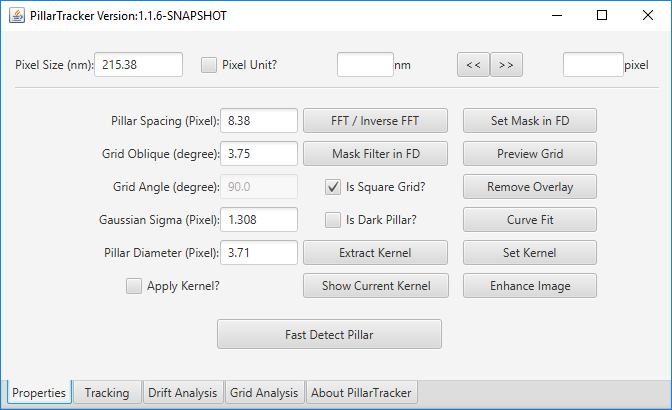 PillarTracker Version:1.1.6-SNAPSHOT
Pixel Size (nm): 215.38 Pixel Unit? nm << >> pixel
Pillar Spacing (Pixel): 8.38 FFT / Inverse FFT Set Mask in FD
Grid Oblique (degree): 3.75 Mask Filter in FD Preview Grid
Grid Angle (degree): 90.0 Is Square Grid? Remove Overlay
Gaussian Sigma (Pixel): 1.308 Is Dark Pillar? Curve Fit
Pillar Diameter (Pixel): 3.71 Extract Kernel Set Kernel
Apply Kernel? Show Current Kernel Enhance Image
Fast Detect Pillar
Properties Tracking Drift Analysis Grid Analysis About PillarTracker